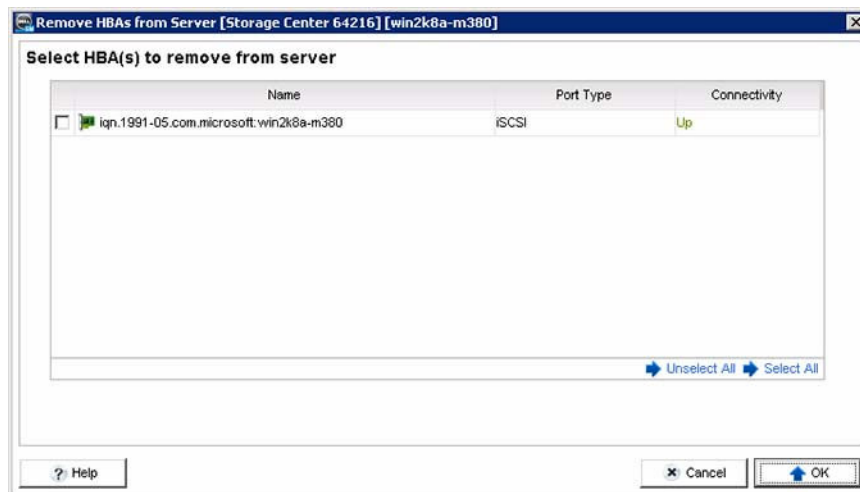 Remove HBAs from Server [Storage Center 64216] [win2k8a-m380]
Select HBA(s) to remove from server
Name Port Type Connectivity
iqn.1991-05.com.microsoft:win2k8a-m380 iSCSI Up
Unselect All Select All
? Help Cancel OK